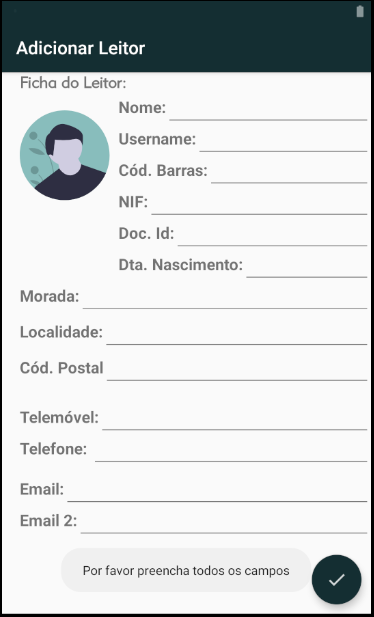 Adicionar Leitor
Ficha do Leitor:
Nome:
Username:
Cód. Barras:
NIF:
Doc. Id:
Dta. Nascimento:
Morada:
Localidade:
Cód. Postal
Telemóvel:
Telefone:
Email:
Email 2:
Por favor preencha todos os campos